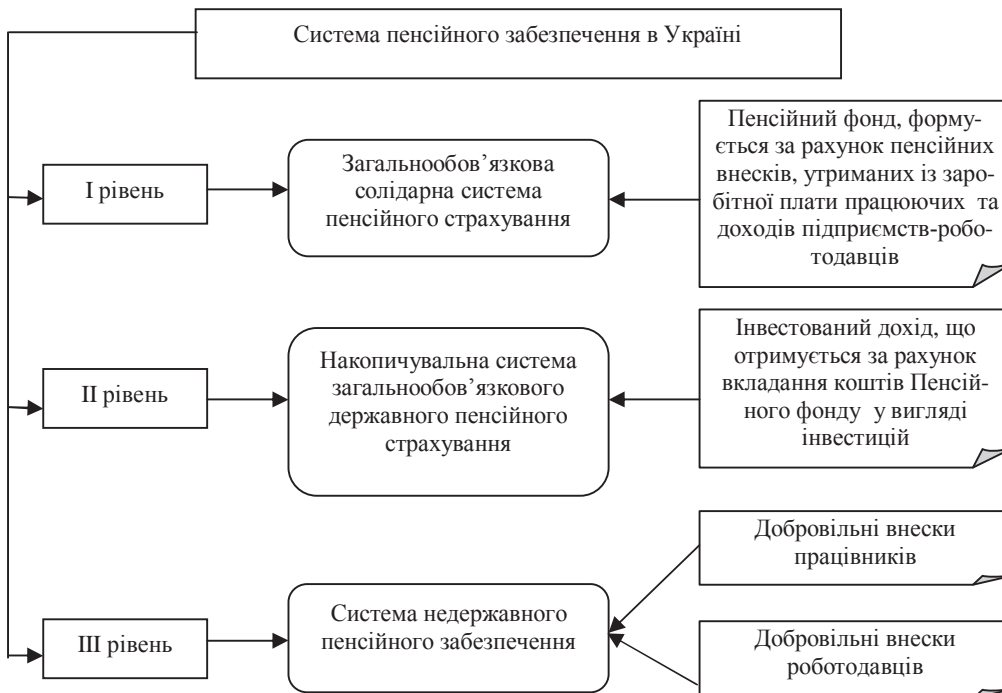 Система пенсійного забезпечення в Україні
І рівень
Загальнообов’язкова
солідарна система
пенсійного страхування
Пенсійний фонд, форму-
ється за рахунок пенсійних
внесків, утриманих із заро-
бітної плати працюючих та
доходів підприємств-робо-
тодавців
ІІ рівень
Накопичувальна система
загальнообов’язкового
державного пенсійного
страхування
Інвестований дохід, що
отримується за рахунок
вкладання коштів Пенсій-
ного фонду у вигляді
інвестицій
ІІІ рівень
Система недержавного
пенсійного забезпечення
Добровільні внески
працівників
Добровільні внески
роботодавців